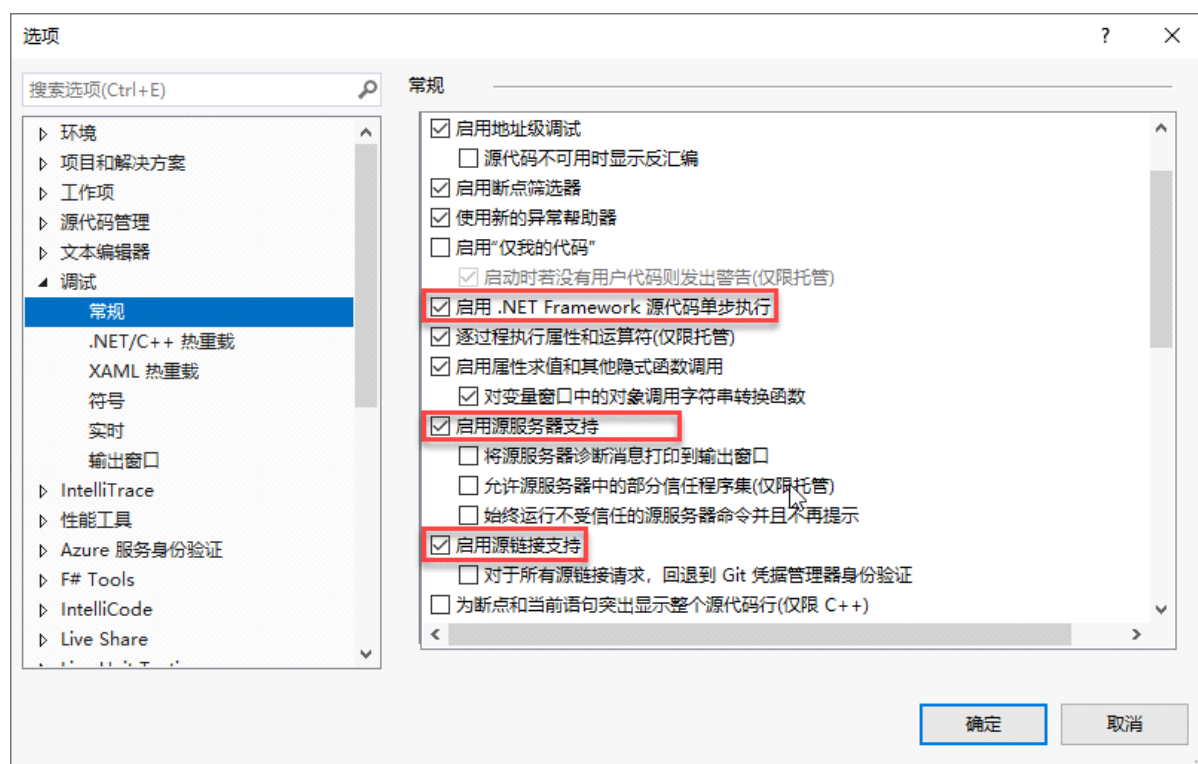 选项
?
搜索选项(Ctrl+E)
环境
项目和解决方案
工作项
源代码管理
文本编辑器
调试
常规
.NET/C++ 热重载
XAML 热重载
符号
实时
输出窗口
IntelliTrace
性能工具
Azure 服务身份验证
F# Tools
IntelliCode
Live Share
常规
启用地址级调试
源代码不可用时显示反汇编
启用断点筛选器
使用新的异常帮助器
启用“仅我的代码”
启动时若没有用户代码则发出警告(仅限托管)
启用 .NET Framework 源代码单步执行
逐过程执行属性和运算符(仅限托管)
启用属性求值和其他隐式函数调用
对变量窗口中的对象调用字符串转换函数
启用源服务器支持
将源服务器诊断消息打印到输出窗口
允许源服务器中的部分信任程序集(仅限托管)
始终运行不受信任的源服务器命令并且不再提示
启用源链接支持
对于所有源链接请求，回退到 Git 凭据管理器身份验证
为断点和当前语句突出显示整个源代码行(仅限 C++)
确定
取消